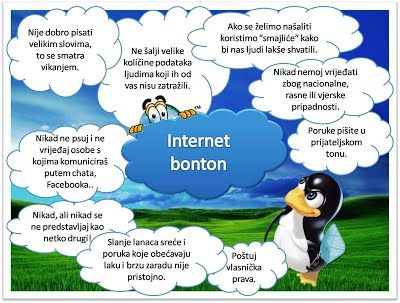 Nije dobro pisati
velikim slovima,
to se smatra
vikanjem.
Ne šalji velike
količine podataka
ljudima koji ih od
vas nisu zatražili.
Ako se želimo našaliti
koristimo “smajliće” kako
bi nas ljudi lakše shvatili.
Nikad nemoj vrijeđati
zbog nacionalne,
rasne ili vjerske
pripadnosti.
TM
Internet
bonton
Poruke pišite u
prijateljskom
tonu.
Nikad ne psuj i ne
vrijeđaj osobe s
kojima komuniciraš
putem chata,
Facebooka..
Nikad, ali nikad se
ne predstavljaj kao
netko drugi!
Slanje lanaca sreće i
poruka koje obećavaju
laku i brzu zaradu nije
pristojno.
Poštuj
vlasnička
prava.